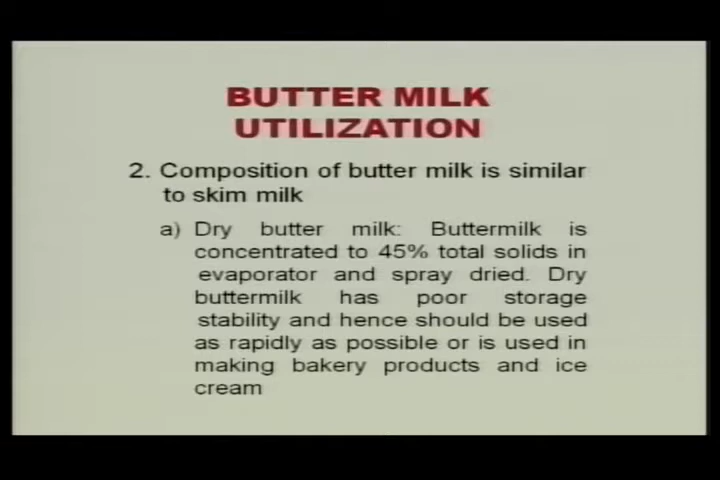 BUTTER MILK
UTILIZATION
2. Composition of butter milk is similar
to skim milk
a) Dry butter milk: Buttermilk is
concentrated to 45% total solids in
evaporator and spray dried. Dry
buttermilk has poor storage
stability and hence should be used
as rapidly as possible or is used in
making bakery products and ice
cream